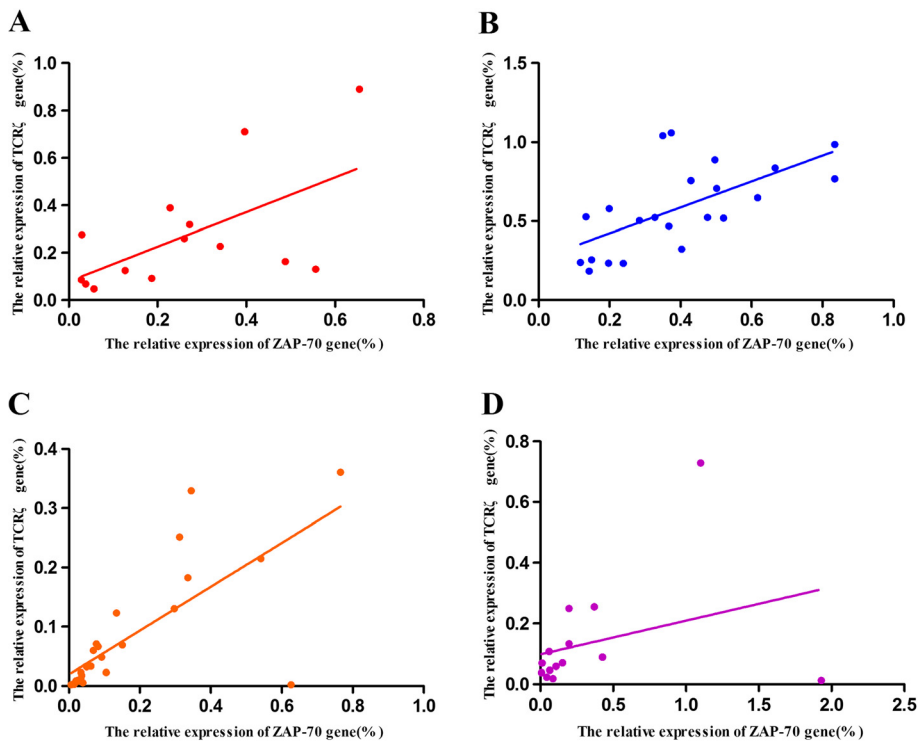 A
The relative expression of TCRζ gene(%)
1.0
0.8
0.6
0.4
0.2
0.0
0.0 0.2 0.4 0.6 0.8
The relative expression of ZAP-70 gene(%)
B
The relative expression of TCRζ gene(%)
1.5
1.0
0.5
0.0
0.0 0.2 0.4 0.6 0.8 1.0
The relative expression of ZAP-70 gene(%)
C
The relative expression of TCRζ gene(%)
0.4
0.3
0.2
0.1
0.0
0.0 0.2 0.4 0.6 0.8 1.0
The relative expression of ZAP-70 gene(%)
D
The relative expression of TCRζ gene(%)
0.8
0.6
0.4
0.2
0.0
0.0 0.5 1.0 1.5 2.0 2.5
The relative expression of ZAP-70 gene(%)